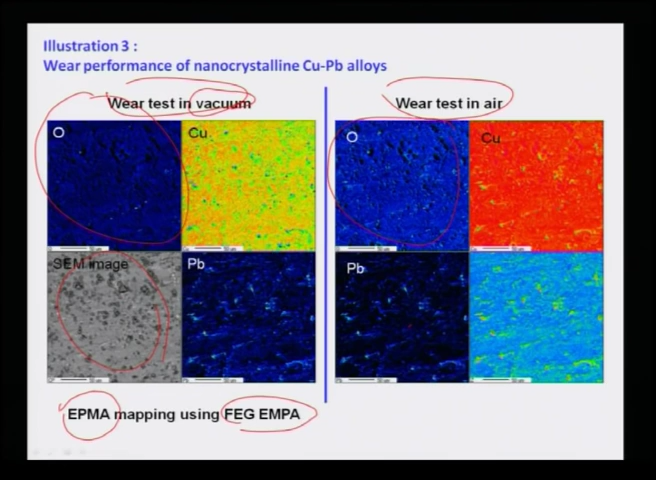 Illustration 3 :
Wear performance of nanocrystalline Cu-Pb alloys
Wear test in vacuum
Wear test in air
O
Cu
O
Cu
SEM image
Pb
Pb
EPMA mapping using FEG EMPA